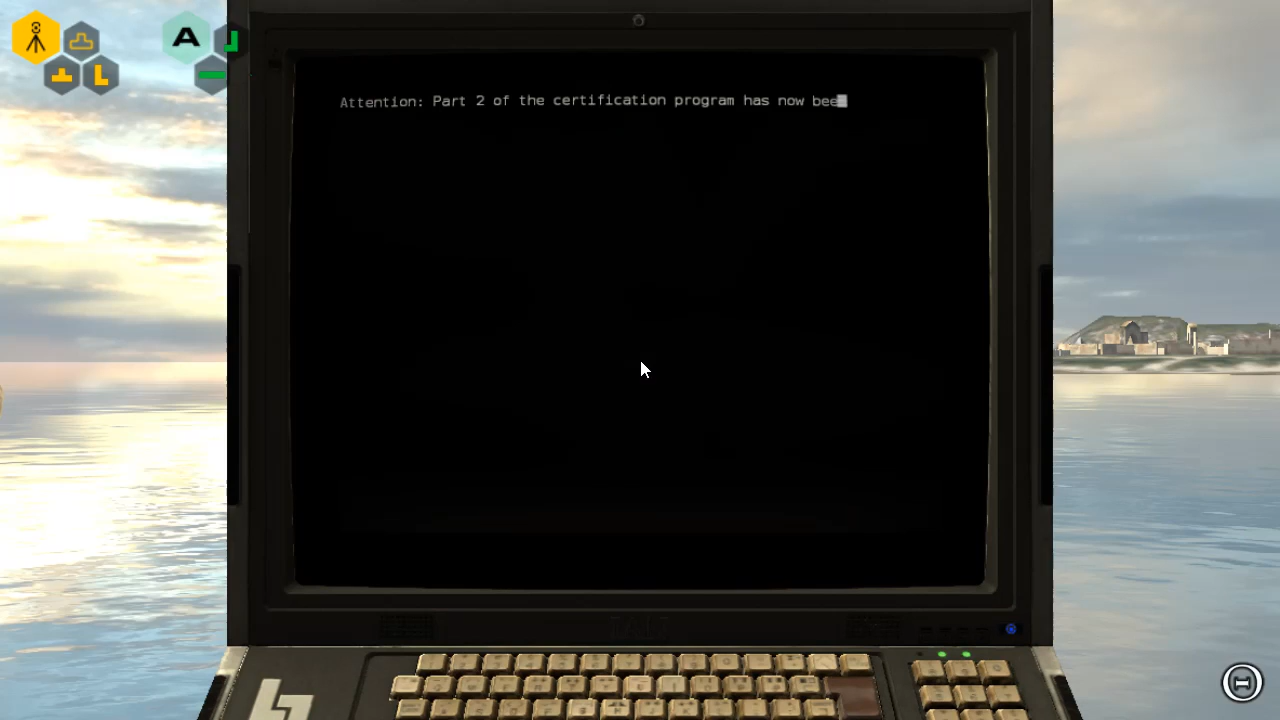 A
Attention: Part 2 of the certification program has now bee